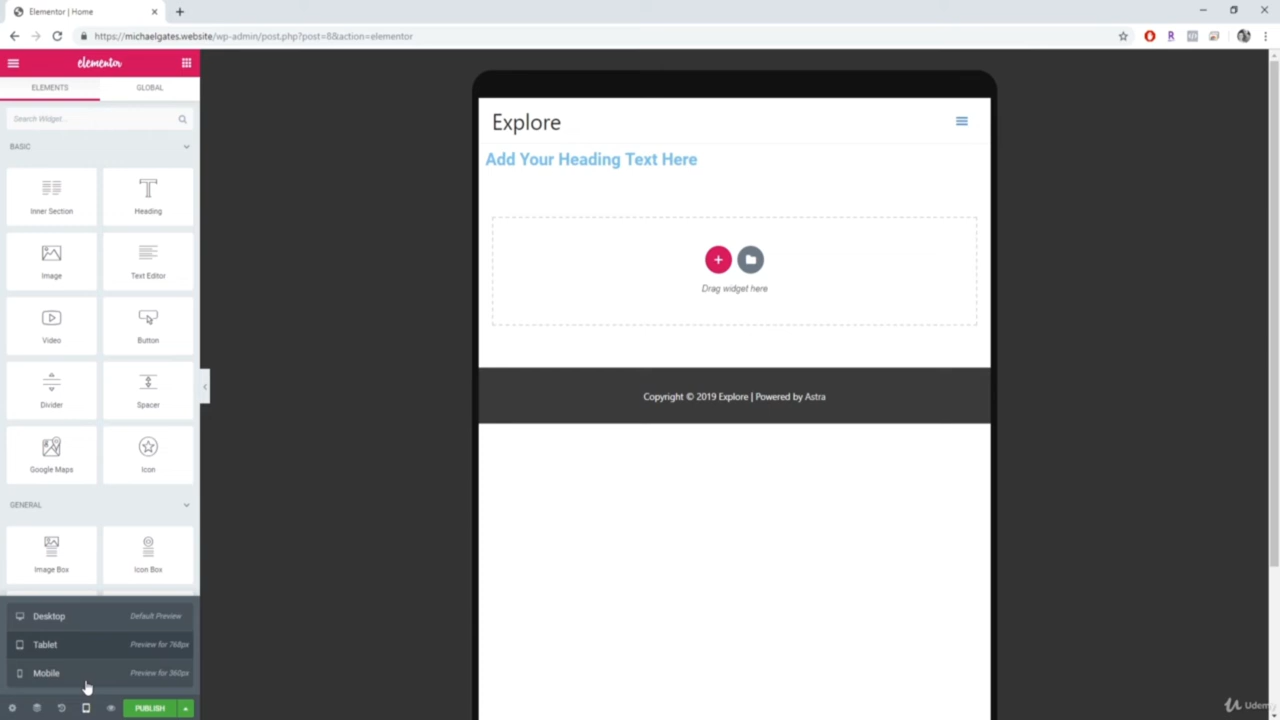 Elementor | Home
https://michaelgates.website/wp-admin/post.php?post=8&action=elementor
elementor
ELEMENTS
GLOBAL
Search Widget...
BASIC
Inner Section
Heading
Image
Text Editor
Video
Button
Divider
Spacer
Google Maps
Icon
GENERAL
Image Box
Icon Box
Desktop
Default Preview
Tablet
Preview for 768px
Mobile
Preview for 360px
PUBLISH
Explore
Add Your Heading Text Here
Drag widget here
Copyright © 2019 Explore | Powered by Astra
Udemy